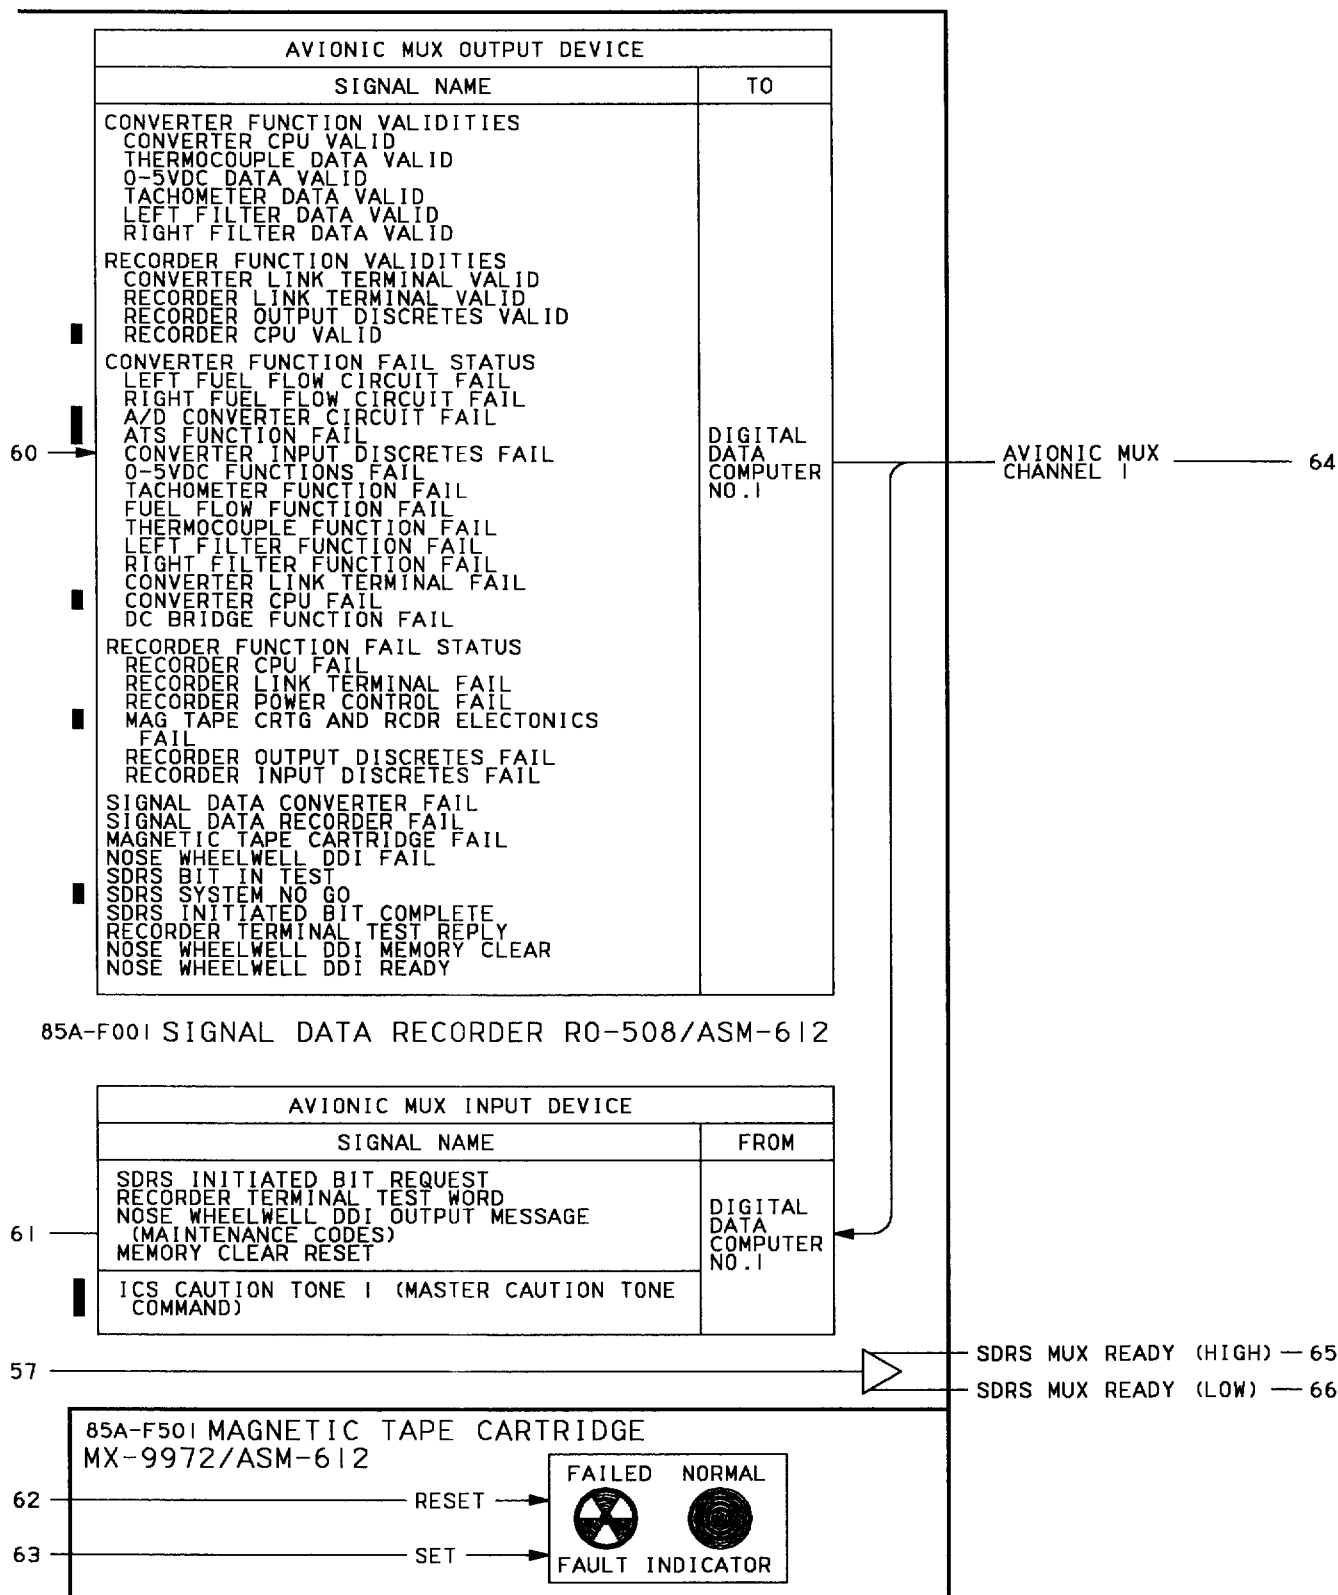 AVIONIC MUX OUTPUT DEVICE
SIGNAL NAME
TO
CONVERTER FUNCTION VALIDITIES
CONVERTER CPU VALID
THERMOCOUPLE DATA VALID
0-5VDC DATA VALID
TACHOMETER DATA VALID
LEFT FILTER DATA VALID
RIGHT FILTER DATA VALID
RECORDER FUNCTION VALIDITIES
CONVERTER LINK TERMINAL VALID
RECORDER LINK TERMINAL VALID
RECORDER OUTPUT DISCRETES VALID
RECORDER CPU VALID
CONVERTER FUNCTION FAIL STATUS
LEFT FUEL FLOW CIRCUIT FAIL
RIGHT FUEL FLOW CIRCUIT FAIL
A/D CONVERTER CIRCUIT FAIL
ATS FUNCTION FAIL
CONVERTER INPUT DISCRETES FAIL
0-5VDC FUNCTIONS FAIL
TACHOMETER FUNCTION FAIL
FUEL FLOW FUNCTION FAIL
THERMOCOUPLE FUNCTION FAIL
LEFT FILTER FUNCTION FAIL
RIGHT FILTER FUNCTION FAIL
CONVERTER LINK TERMINAL FAIL
CONVERTER CPU FAIL
DC BRIDGE FUNCTION FAIL
RECORDER FUNCTION FAIL STATUS
RECORDER CPU FAIL
RECORDER LINK TERMINAL FAIL
RECORDER POWER CONTROL FAIL
MAG TAPE CRTG AND RCDR ELECTONICS
FAIL
RECORDER OUTPUT DISCRETES FAIL
RECORDER INPUT DISCRETES FAIL
SIGNAL DATA CONVERTER FAIL
SIGNAL DATA RECORDER FAIL
MAGNETIC TAPE CARTRIDGE FAIL
NOSE WHEELWELL DDI FAIL
SDRS BIT IN TEST
SDRS SYSTEM NO GO
SDRS INITIATED BIT COMPLETE
RECORDER TERMINAL TEST REPLY
NOSE WHEELWELL DDI MEMORY CLEAR
NOSE WHEELWELL DDI READY
60
DIGITAL
DATA
COMPUTER
NO.1
AVIONIC MUX
CHANNEL 1
64
85A-F001 SIGNAL DATA RECORDER RO-508/ASM-612
AVIONIC MUX INPUT DEVICE
SIGNAL NAME
FROM
SDRS INITIATED BIT REQUEST
RECORDER TERMINAL TEST WORD
NOSE WHEELWELL DDI OUTPUT MESSAGE
(MAINTENANCE CODES)
MEMORY CLEAR RESET
61
ICS CAUTION TONE 1 (MASTER CAUTION TONE
COMMAND)
DIGITAL
DATA
COMPUTER
NO.1
57
SDRS MUX READY (HIGH) 65
SDRS MUX READY (LOW) 66
85A-F501 MAGNETIC TAPE CARTRIDGE
MX-9972/ASM-612
FAILED NORMAL
62 RESET
63 SET
FAULT INDICATOR